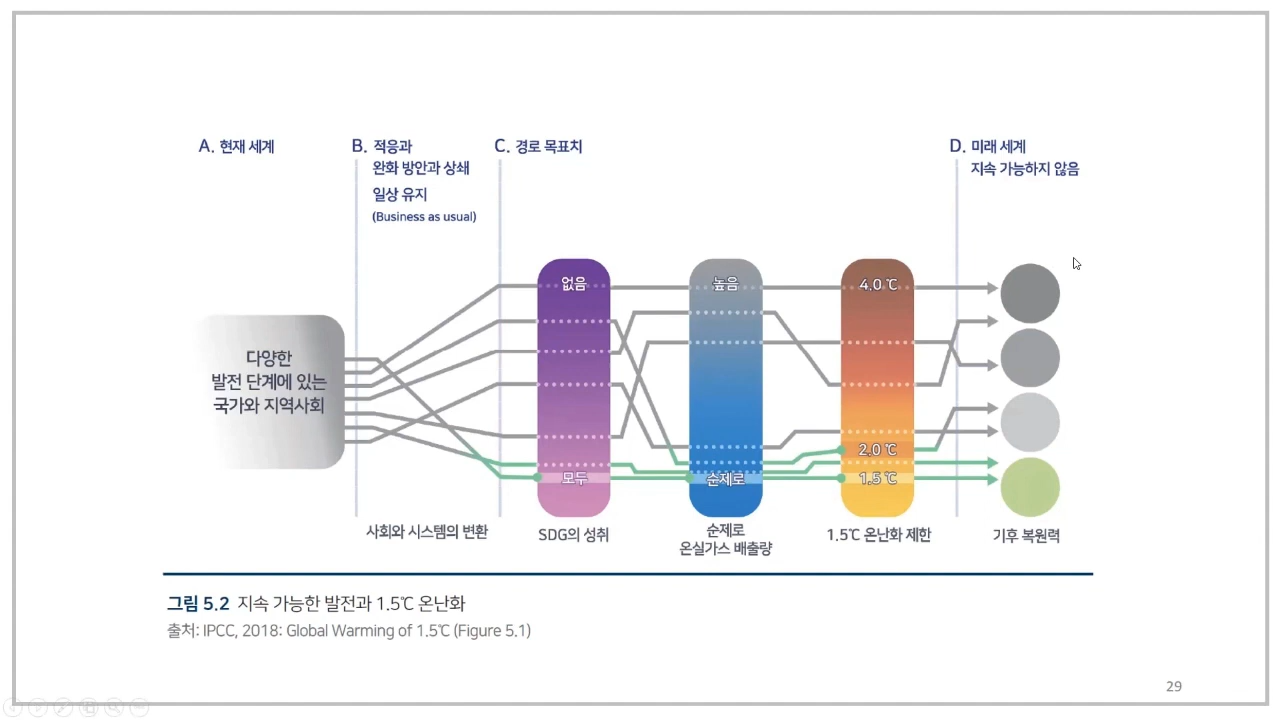 A. 현재 세계
B. 적응과
완화 방안과 상쇄
일상 유지
(Business as usual)
C. 경로 목표치
D. 미래 세계
지속 가능하지 않음
다양한
발전 단계에 있는
국가와 지역사회
없음
모두
높음
순제로
4.0 ℃
2.0 ℃
1.5 ℃
사회와 시스템의 변환
SDG의 성취
순제로
온실가스 배출량
1.5℃ 온난화 제한
기후 복원력
그림 5.2 지속 가능한 발전과 1.5℃ 온난화
출처: IPCC, 2018: Global Warming of 1.5℃ (Figure 5.1)
29